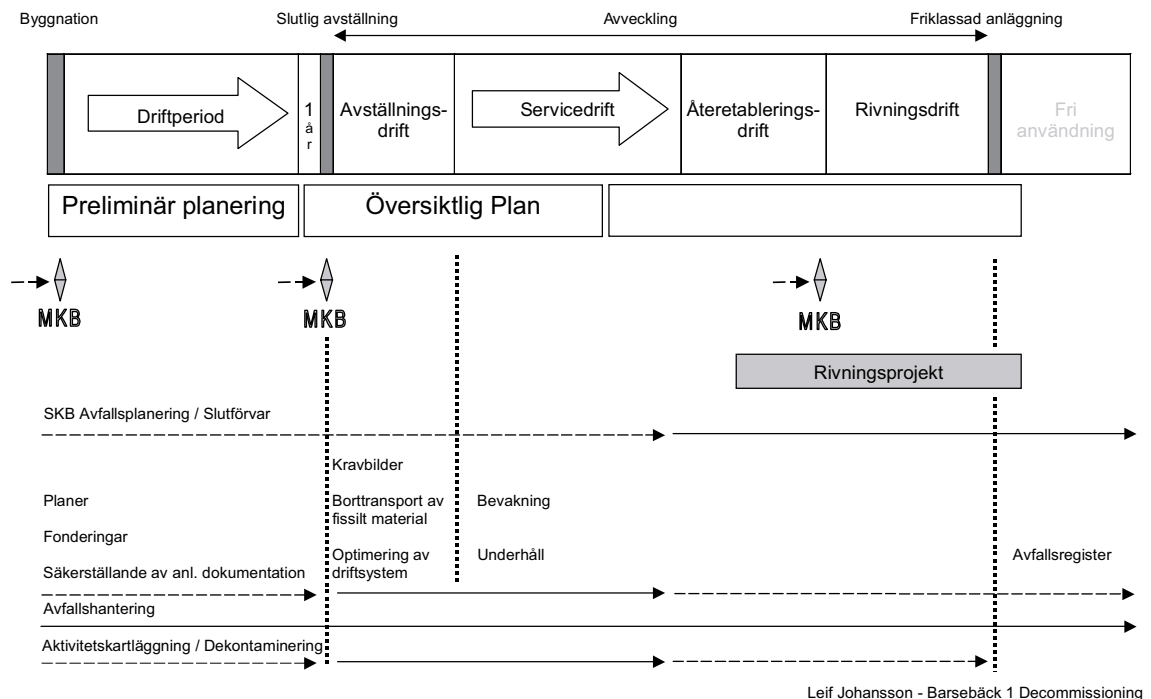 Byggnation
Slutlig avställning
Avveckling
Friklassad anläggning
Driftperiod
1
å
r
Avställnings-
drift
Servicedrift
Återetablerings-
drift
Rivningsdrift
Fri
användning
Preliminär planering
Översiktlig Plan
MKB
MKB
MKB
Rivningsprojekt
SKB Avfallsplanering / Slutförvar
Kravbilder
Planer
Borttransport av
fissilt material
Bevakning
Fonderingar
Optimering av
driftsystem
Underhåll
Avfallsregister
Säkerställande av anl. dokumentation
Avfallshantering
Aktivitetskartläggning / Dekontaminering
Leif Johansson - Barsebäck 1 Decommissioning